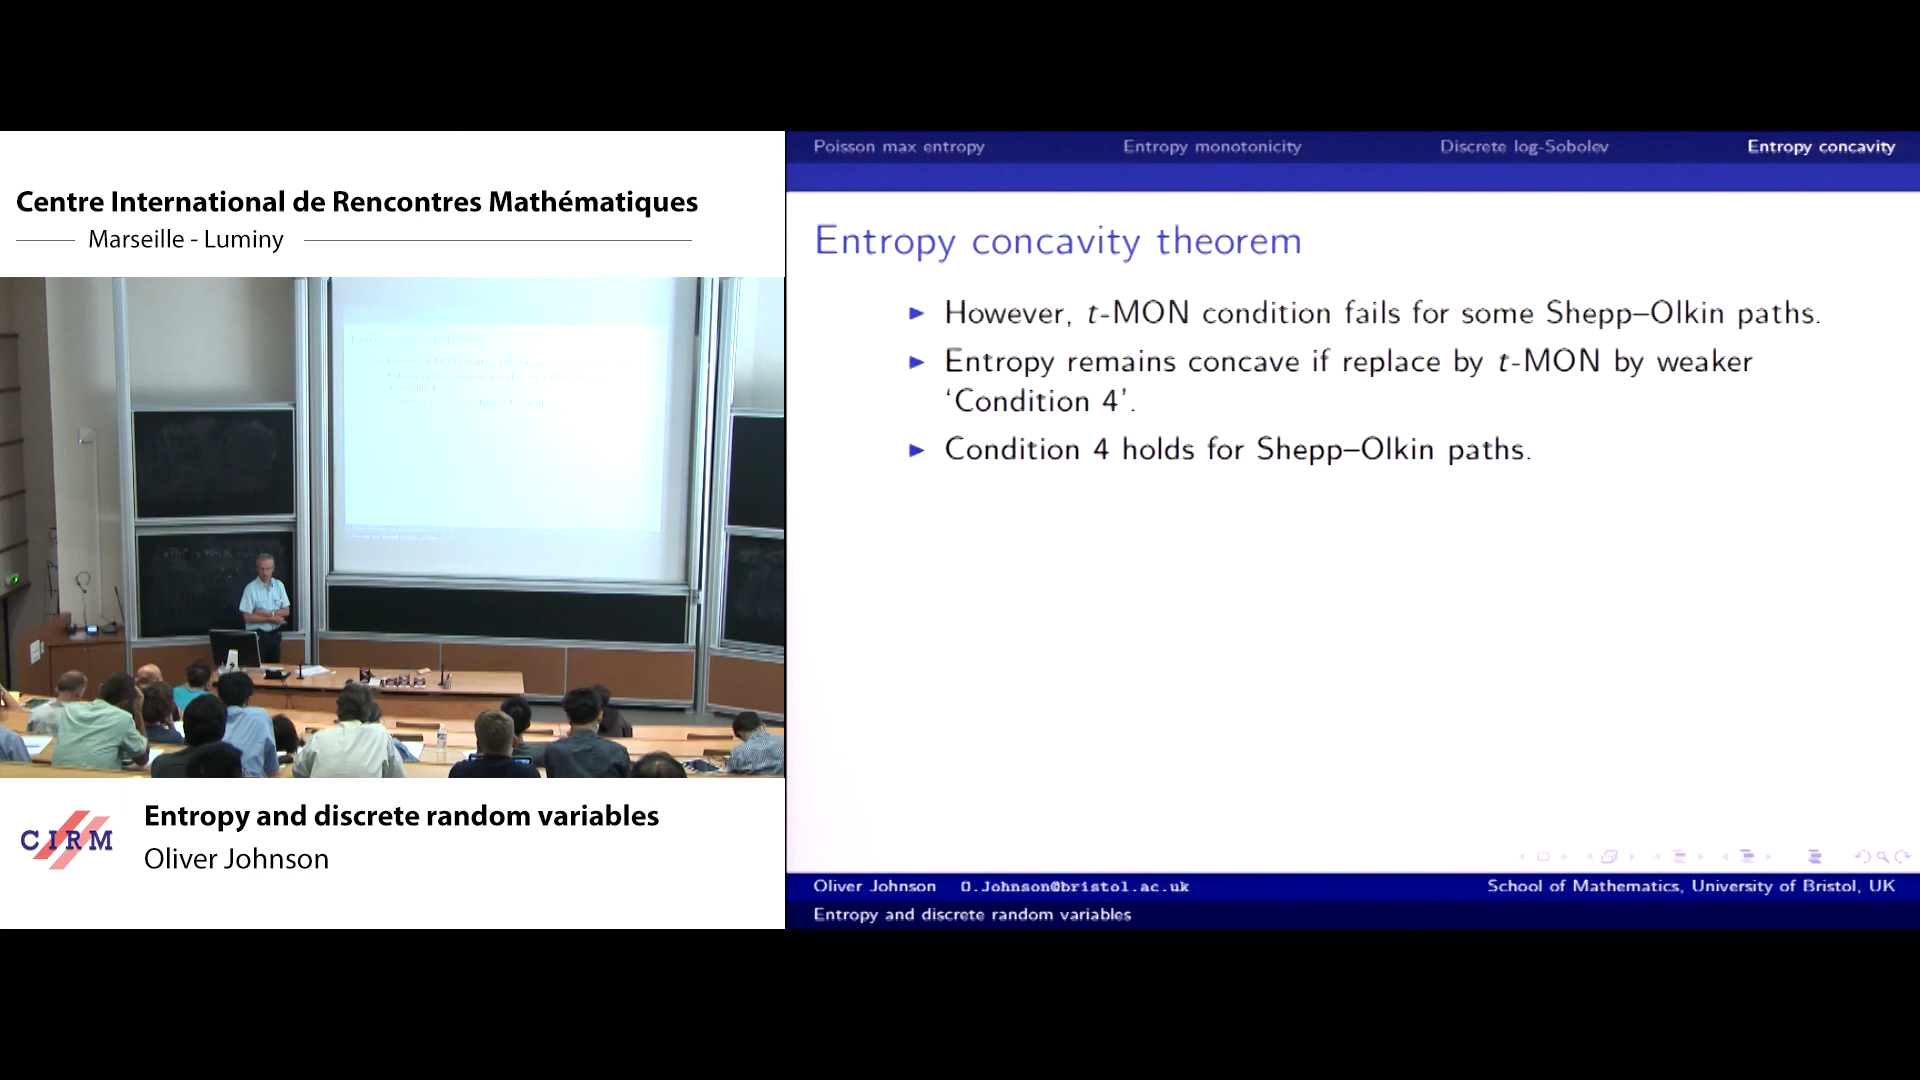 Centre International de Rencontres Mathématiques
Marseille - Luminy
CIRM
Entropy and discrete random variables
Oliver Johnson
Poisson max entropy Entropy monotonicity Discrete log-Sobolev Entropy concavity
Entropy concavity theorem
However, t-MON condition fails for some Shepp–Olkin paths.
Entropy remains concave if replace by t-MON by weaker
‘Condition 4’.
Condition 4 holds for Shepp–Olkin paths.
Oliver Johnson O.Johnson@bristol.ac.uk School of Mathematics, University of Bristol, UK
Entropy and discrete random variables